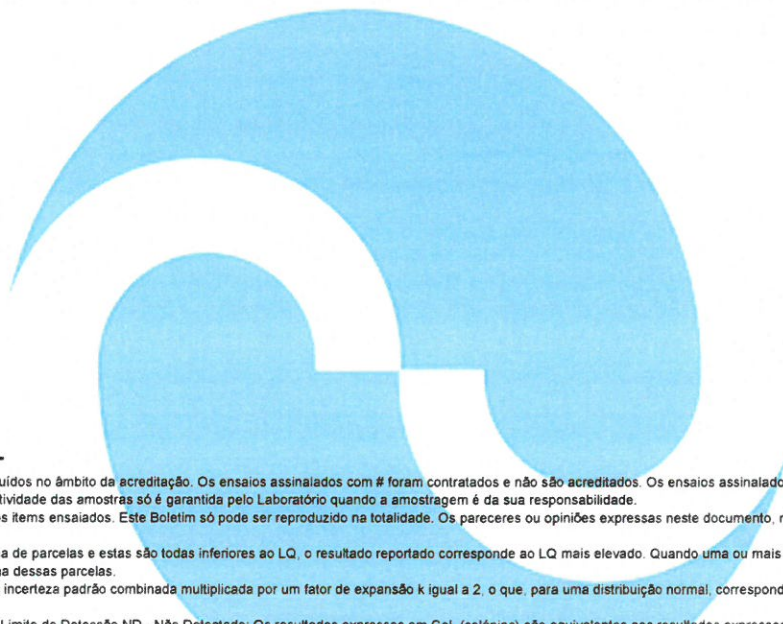 uídos no âmbito da acreditação. Os ensaios assinalados com # foram contratados e não são acreditados. Os ensaios assinalado
tividade das amostras só é garantida pelo Laboratório quando a amostragem é da sua responsabilidade.
os items ensaiados. Este Boletim só pode ser reproduzido na totalidade. Os pareceres ou opiniões expressas neste documento, n
a de parcelas e estas são todas inferiores ao LQ, o resultado reportado corresponde ao LQ mais elevado. Quando uma ou mais
na dessas parcelas.
incerteza padrão combinada multiplicada por um fator de expansão k igual a 2, o que, para uma distribuição normal, correspond